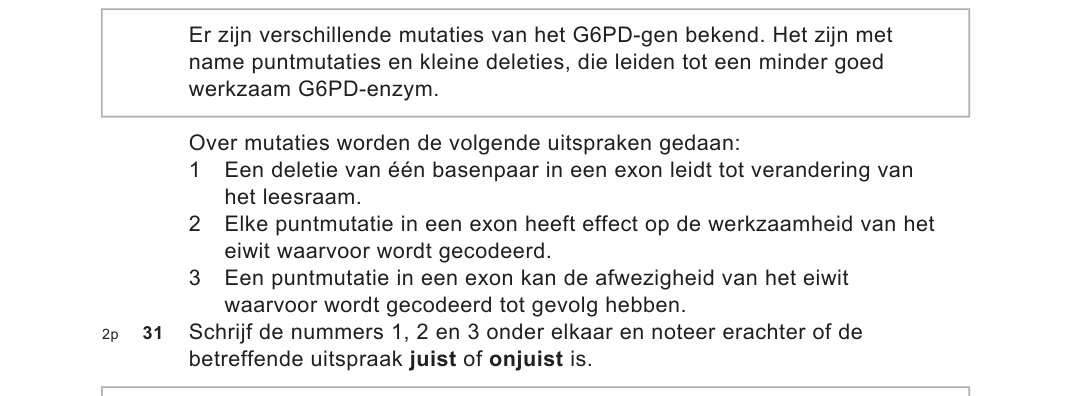 Er zijn verschillende mutaties van het G6PD-gen bekend. Het zijn met
name puntmutaties en kleine deleties, die leiden tot een minder goed
werkzaam G6PD-enzym.
Over mutaties worden de volgende uitspraken gedaan:
1 Een deletie van één basenpaar in een exon leidt tot verandering van
het leesraam.
2 Elke puntmutatie in een exon heeft effect op de werkzaamheid van het
eiwit waarvoor wordt gecodeerd.
3 Een puntmutatie in een exon kan de afwezigheid van het eiwit
waarvoor wordt gecodeerd tot gevolg hebben.
2p 31 Schrijf de nummers 1, 2 en 3 onder elkaar en noteer erachter of de
betreffende uitspraak juist of onjuist is.